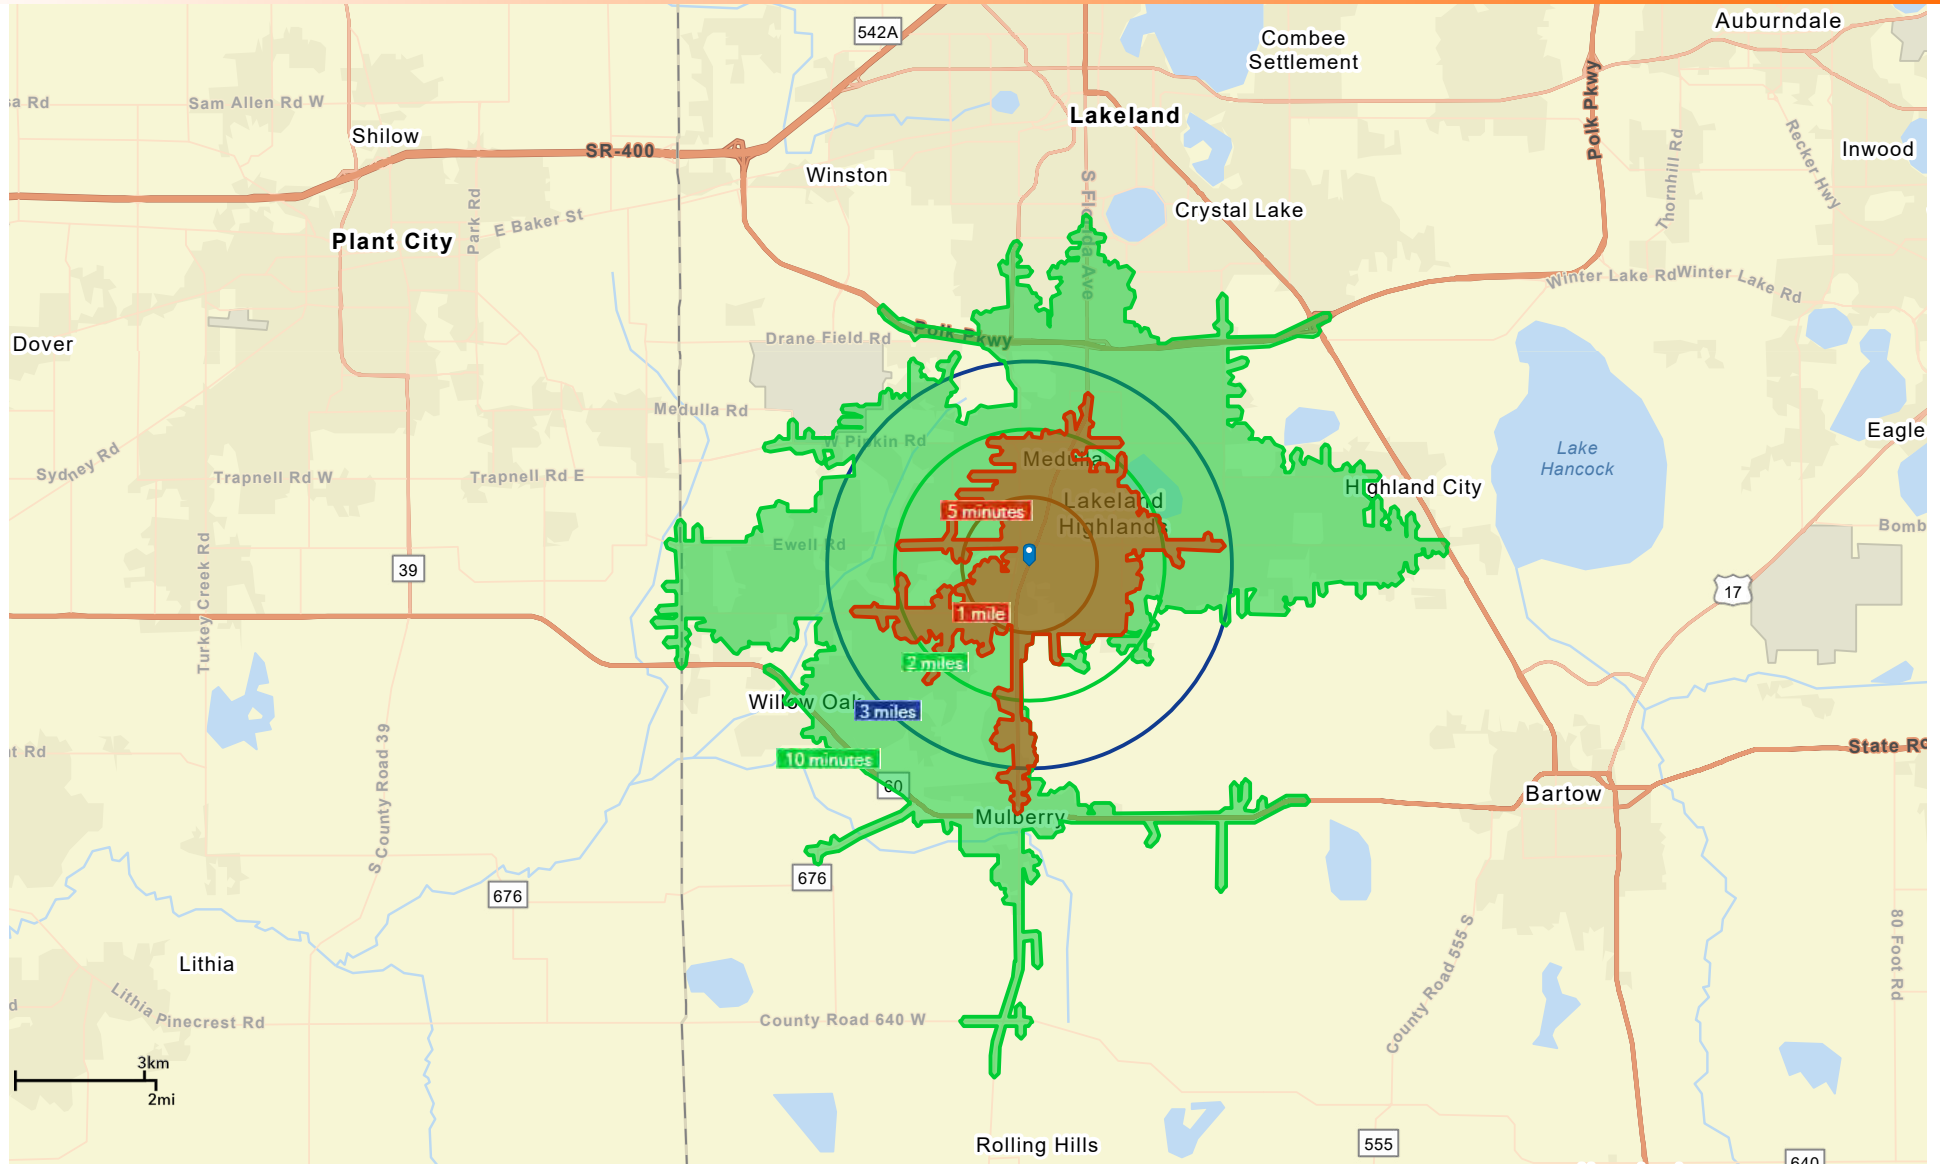 Auburndale
542A
Combee
Settlement
sa Rd
Sam Allen Rd W
Polk Pkwy
Lakeland
Shilow
Thornhill Rd
Recker Hwy
Inwood
SR-400
Winston
S Florida Ave
Crystal Lake
Park Rd
E Baker St
Plant City
Winter Lake Rd
Winter Lake Rd
Dover
Drane Field Rd
Polk Pkwy
Medulla Rd
W Pipkin Rd
Eagle
Sydney Rd
Trapnell Rd W
Trapnell Rd E
Medulla
Lake
Hancock
Highland City
Lakeland
Highlands
5 minutes
Bomb
Turkey Creek Rd
Ewell Rd
39
17
1 mile
2 miles
Willow Oak
3 miles
nt Rd
S County Road 39
10 minutes
State Ro
60
Bartow
Mulberry
676
676
County Road 555 S
80 Foot Rd
Lithia
Lithia Pinecrest Rd
d
County Road 640 W
3km
2mi
Rolling Hills
555
640